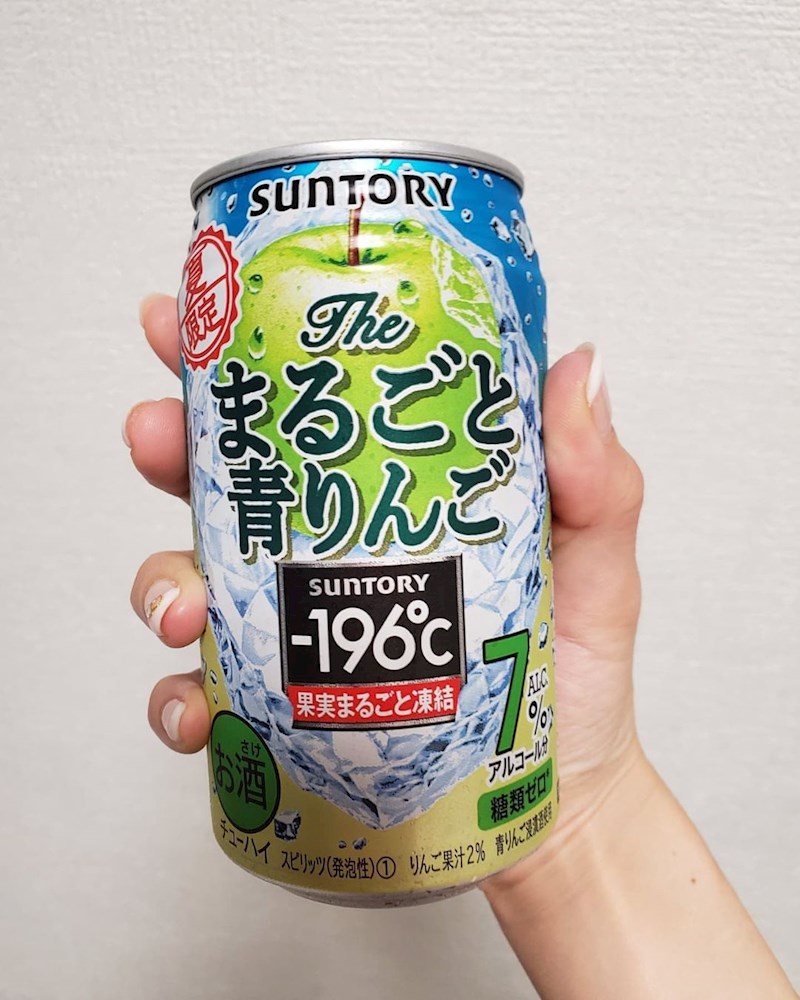 SUNTORY
夏
限定
The
まるごと
青りんご
SUNTORY
-196℃
果実まるごと凍結
7
ALC.
%
アルコール分
糖類ゼロ*
さけ
お酒
チューハイ スピリッツ(発泡性)① りんご果汁2% 青りんご浸漬酒使用